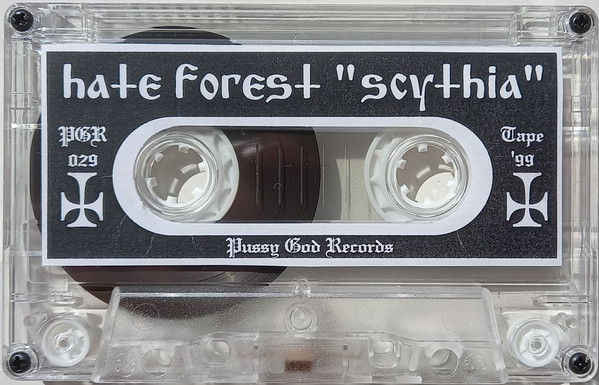 hate forest "scythia"
PGR
029
Tape
'99
Pussy God Records